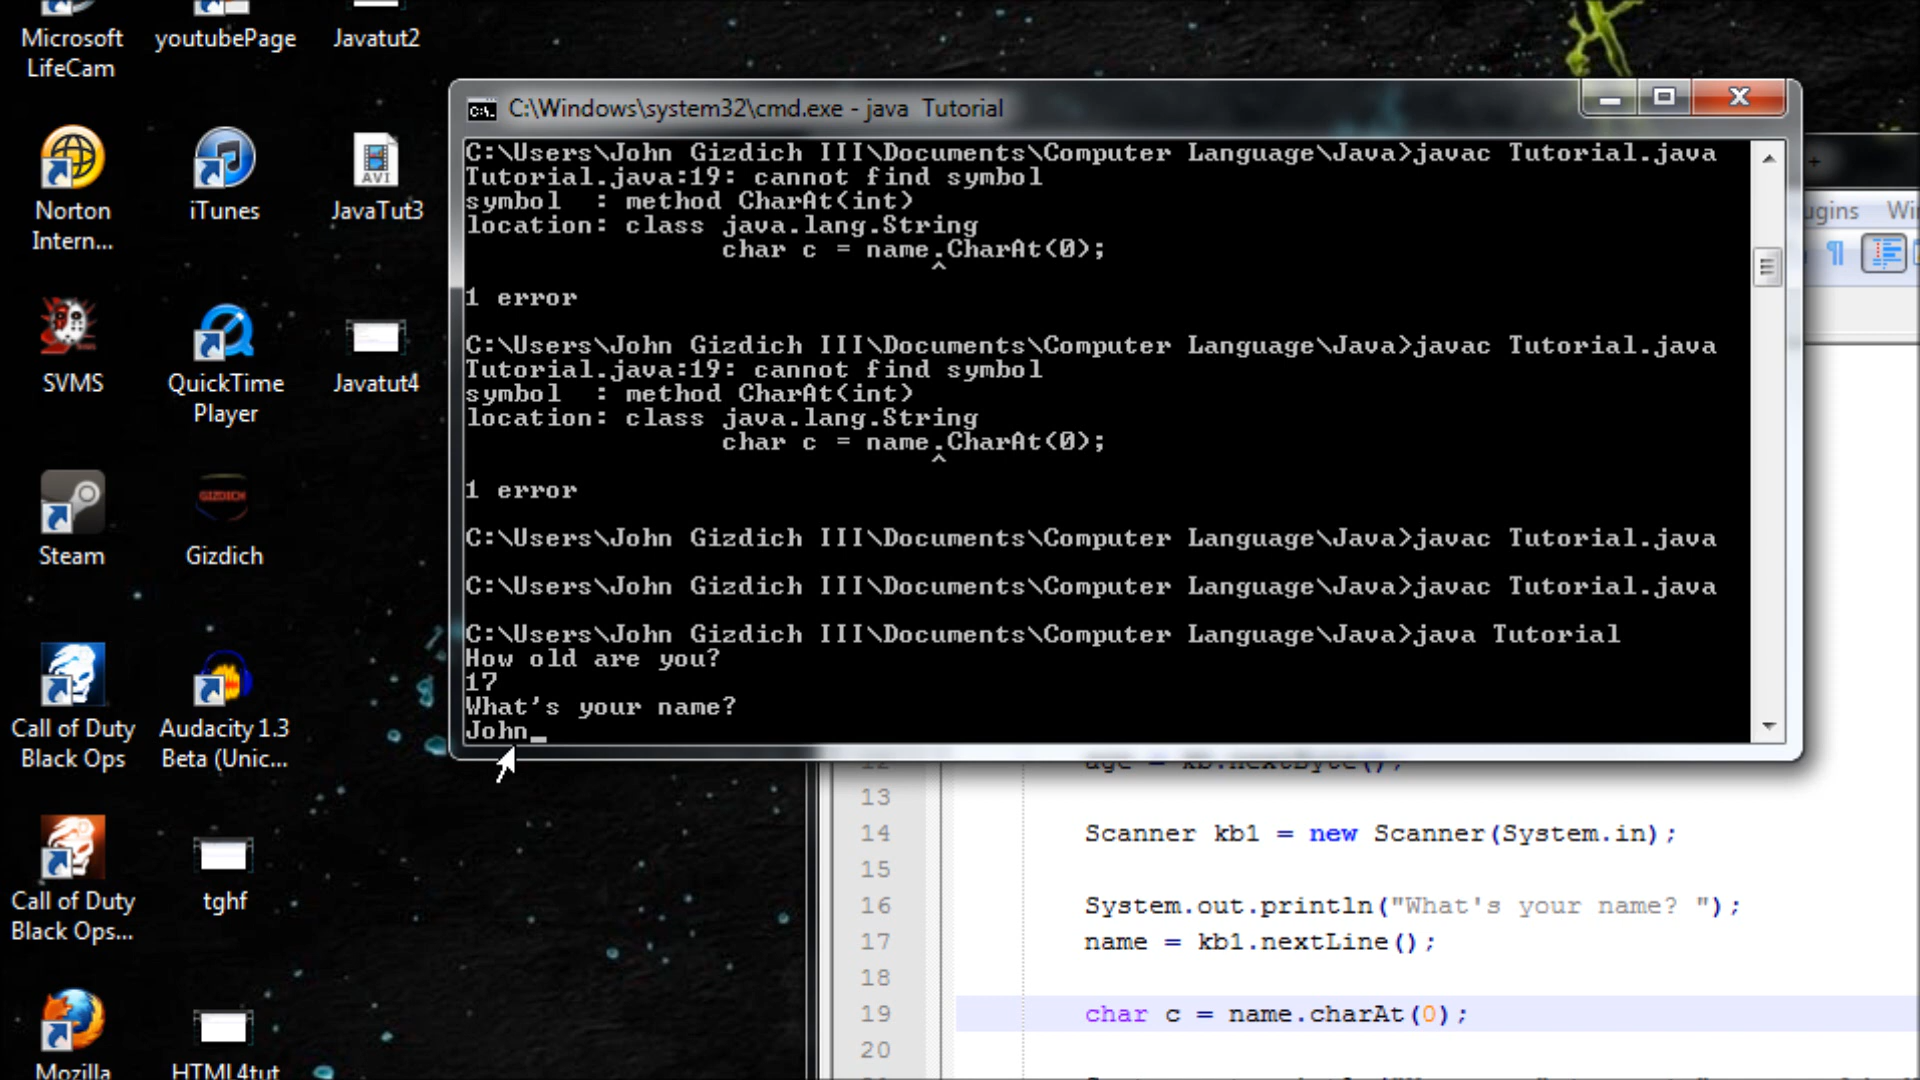 Microsoft LifeCam
youtubePage
Javatut2
Norton Intern...
iTunes
AVI
JavaTut3
SVMS
QuickTime Player
Javatut4
Steam
GIZDICH
Gizdich
Call of Duty Black Ops
Audacity 1.3 Beta (Unic...
Call of Duty Black Ops...
tghf
Mozilla
HTML4tut
C:\Windows\system32\cmd.exe - java  Tutorial
C:\Users\John Gizdich III\Documents\Computer Language\Java>javac Tutorial.java
Tutorial.java:19: cannot find symbol
symbol  : method CharAt(int)
location: class java.lang.String
                char c = name.CharAt(0);
                             ^
1 error
C:\Users\John Gizdich III\Documents\Computer Language\Java>javac Tutorial.java
Tutorial.java:19: cannot find symbol
symbol  : method CharAt(int)
location: class java.lang.String
                char c = name.CharAt(0);
                             ^
1 error
C:\Users\John Gizdich III\Documents\Computer Language\Java>javac Tutorial.java
C:\Users\John Gizdich III\Documents\Computer Language\Java>javac Tutorial.java
C:\Users\John Gizdich III\Documents\Computer Language\Java>java Tutorial
How old are you?
17
What's your name?
John_
ugins Wi
12 age = kb.nextByte();
13
14 Scanner kb1 = new Scanner(System.in);
15
16 System.out.println("What's your name? ");
17 name = kb1.nextLine();
18
19 char c = name.charAt(0);
20